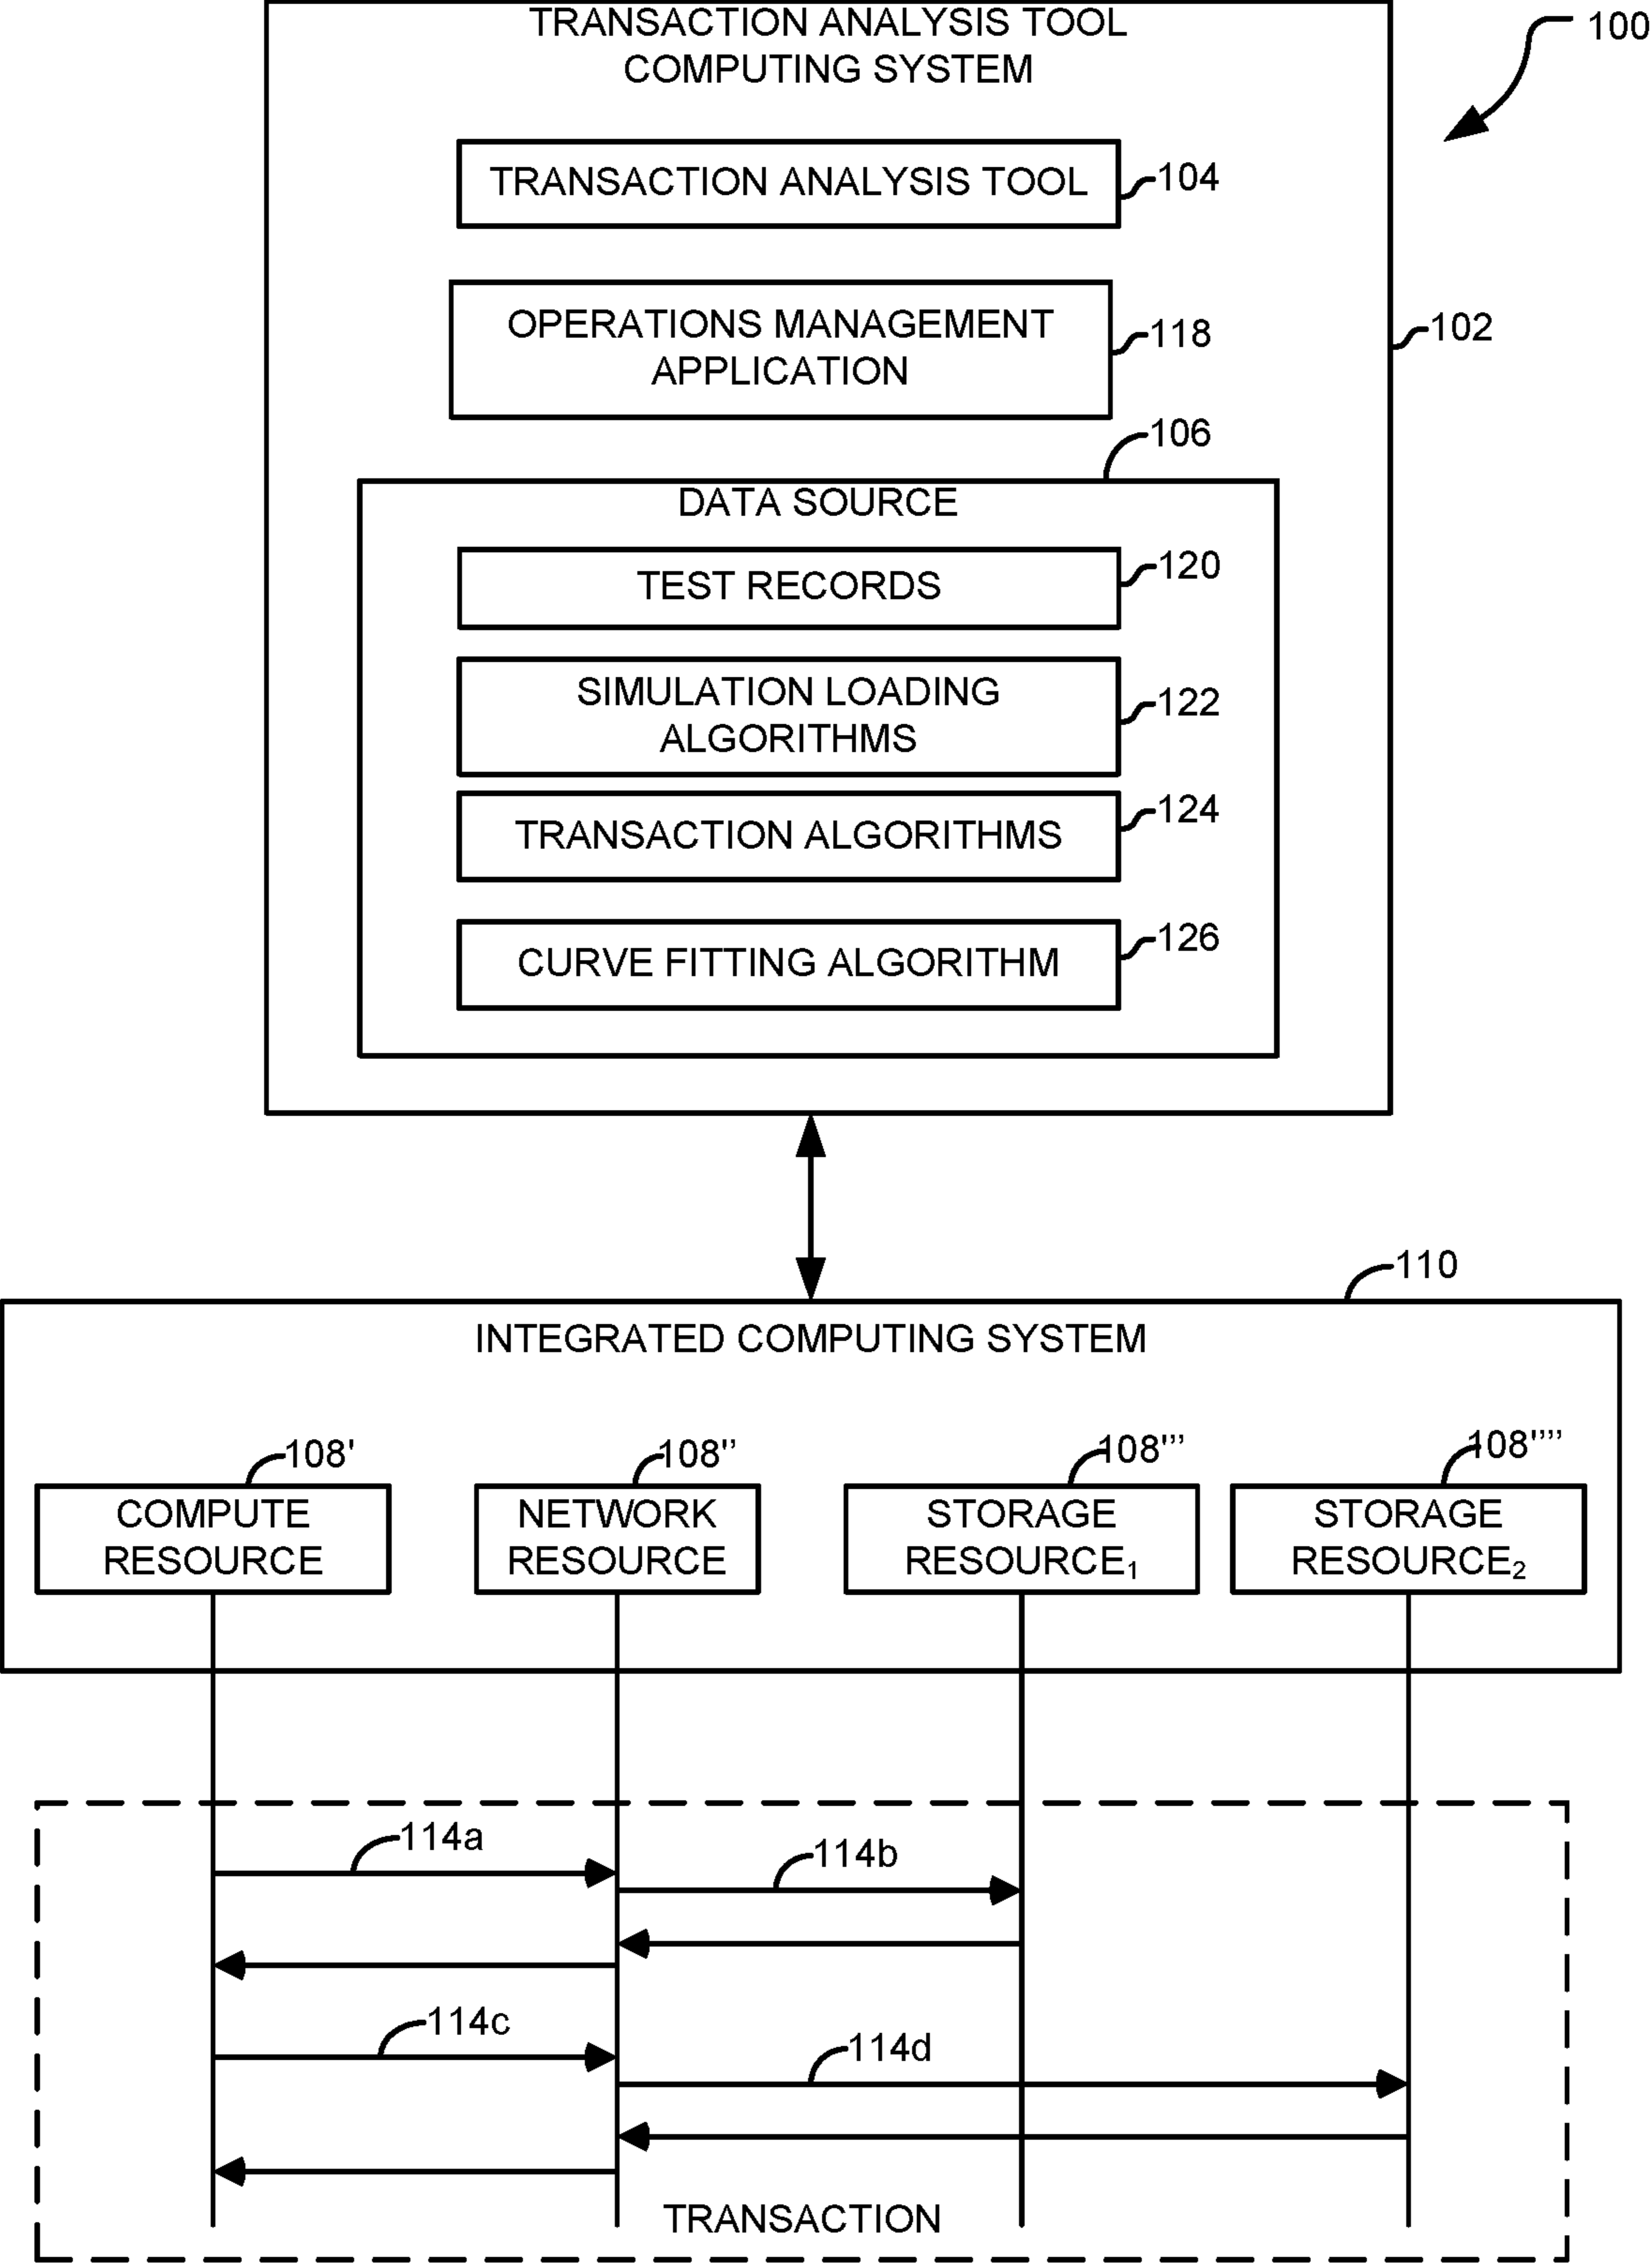 TRANSACTION ANALYSIS TOOL
COMPUTING SYSTEM
100
TRANSACTION ANALYSIS TOOL
104
OPERATIONS MANAGEMENT
APPLICATION
118
102
106
DATA SOURCE
TEST RECORDS
120
SIMULATION LOADING
ALGORITHMS
122
TRANSACTION ALGORITHMS
124
CURVE FITTING ALGORITHM
126
110
INTEGRATED COMPUTING SYSTEM
108'
108''
108'''
108''''
COMPUTE
RESOURCE
NETWORK
RESOURCE
STORAGE
RESOURCE₁
STORAGE
RESOURCE₂
114a
114b
114c
114d
TRANSACTION